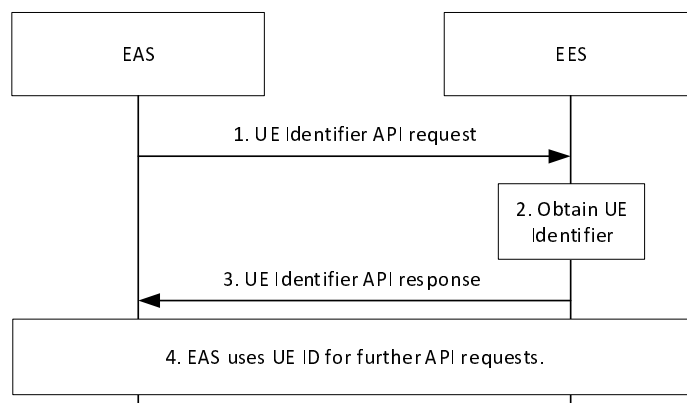 EAS
EES
1. UE Identifier API request
2. Obtain UE
Identifier
3. UE Identifier API response
4. EAS uses UE ID for further API requests.